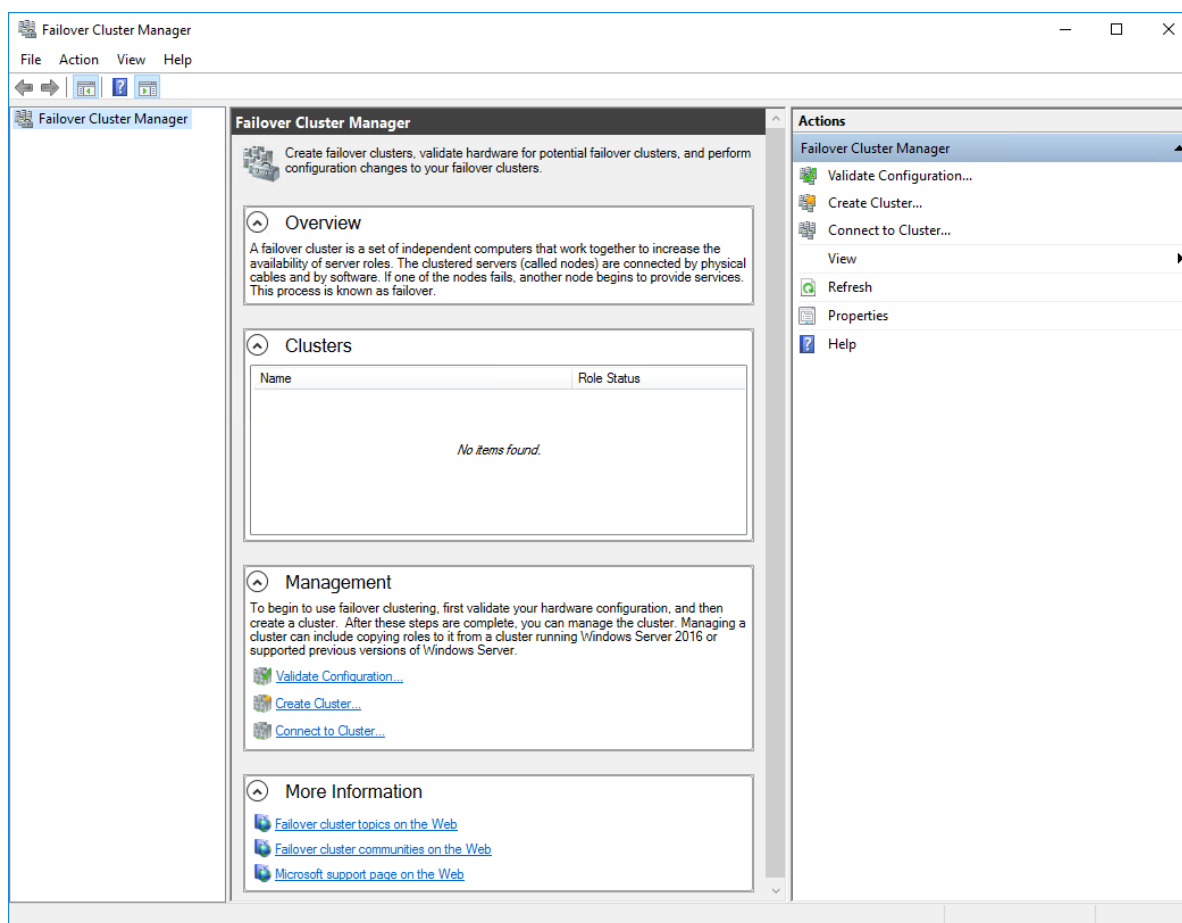 Failover Cluster Manager
File Action View Help
Failover Cluster Manager
Failover Cluster Manager
Create failover clusters, validate hardware for potential failover clusters, and perform
configuration changes to your failover clusters.
Overview
A failover cluster is a set of independent computers that work together to increase the
availability of server roles. The clustered servers (called nodes) are connected by physical
cables and by software. If one of the nodes fails, another node begins to provide services.
This process is known as failover.
Clusters
Name Role Status
No items found.
Management
To begin to use failover clustering, first validate your hardware configuration, and then
create a cluster. After these steps are complete, you can manage the cluster. Managing a
cluster can include copying roles to it from a cluster running Windows Server 2016 or
supported previous versions of Windows Server.
Validate Configuration...
Create Cluster...
Connect to Cluster...
More Information
Failover cluster topics on the Web
Failover cluster communities on the Web
Microsoft support page on the Web
Actions
Failover Cluster Manager
Validate Configuration...
Create Cluster...
Connect to Cluster...
View
Refresh
Properties
Help